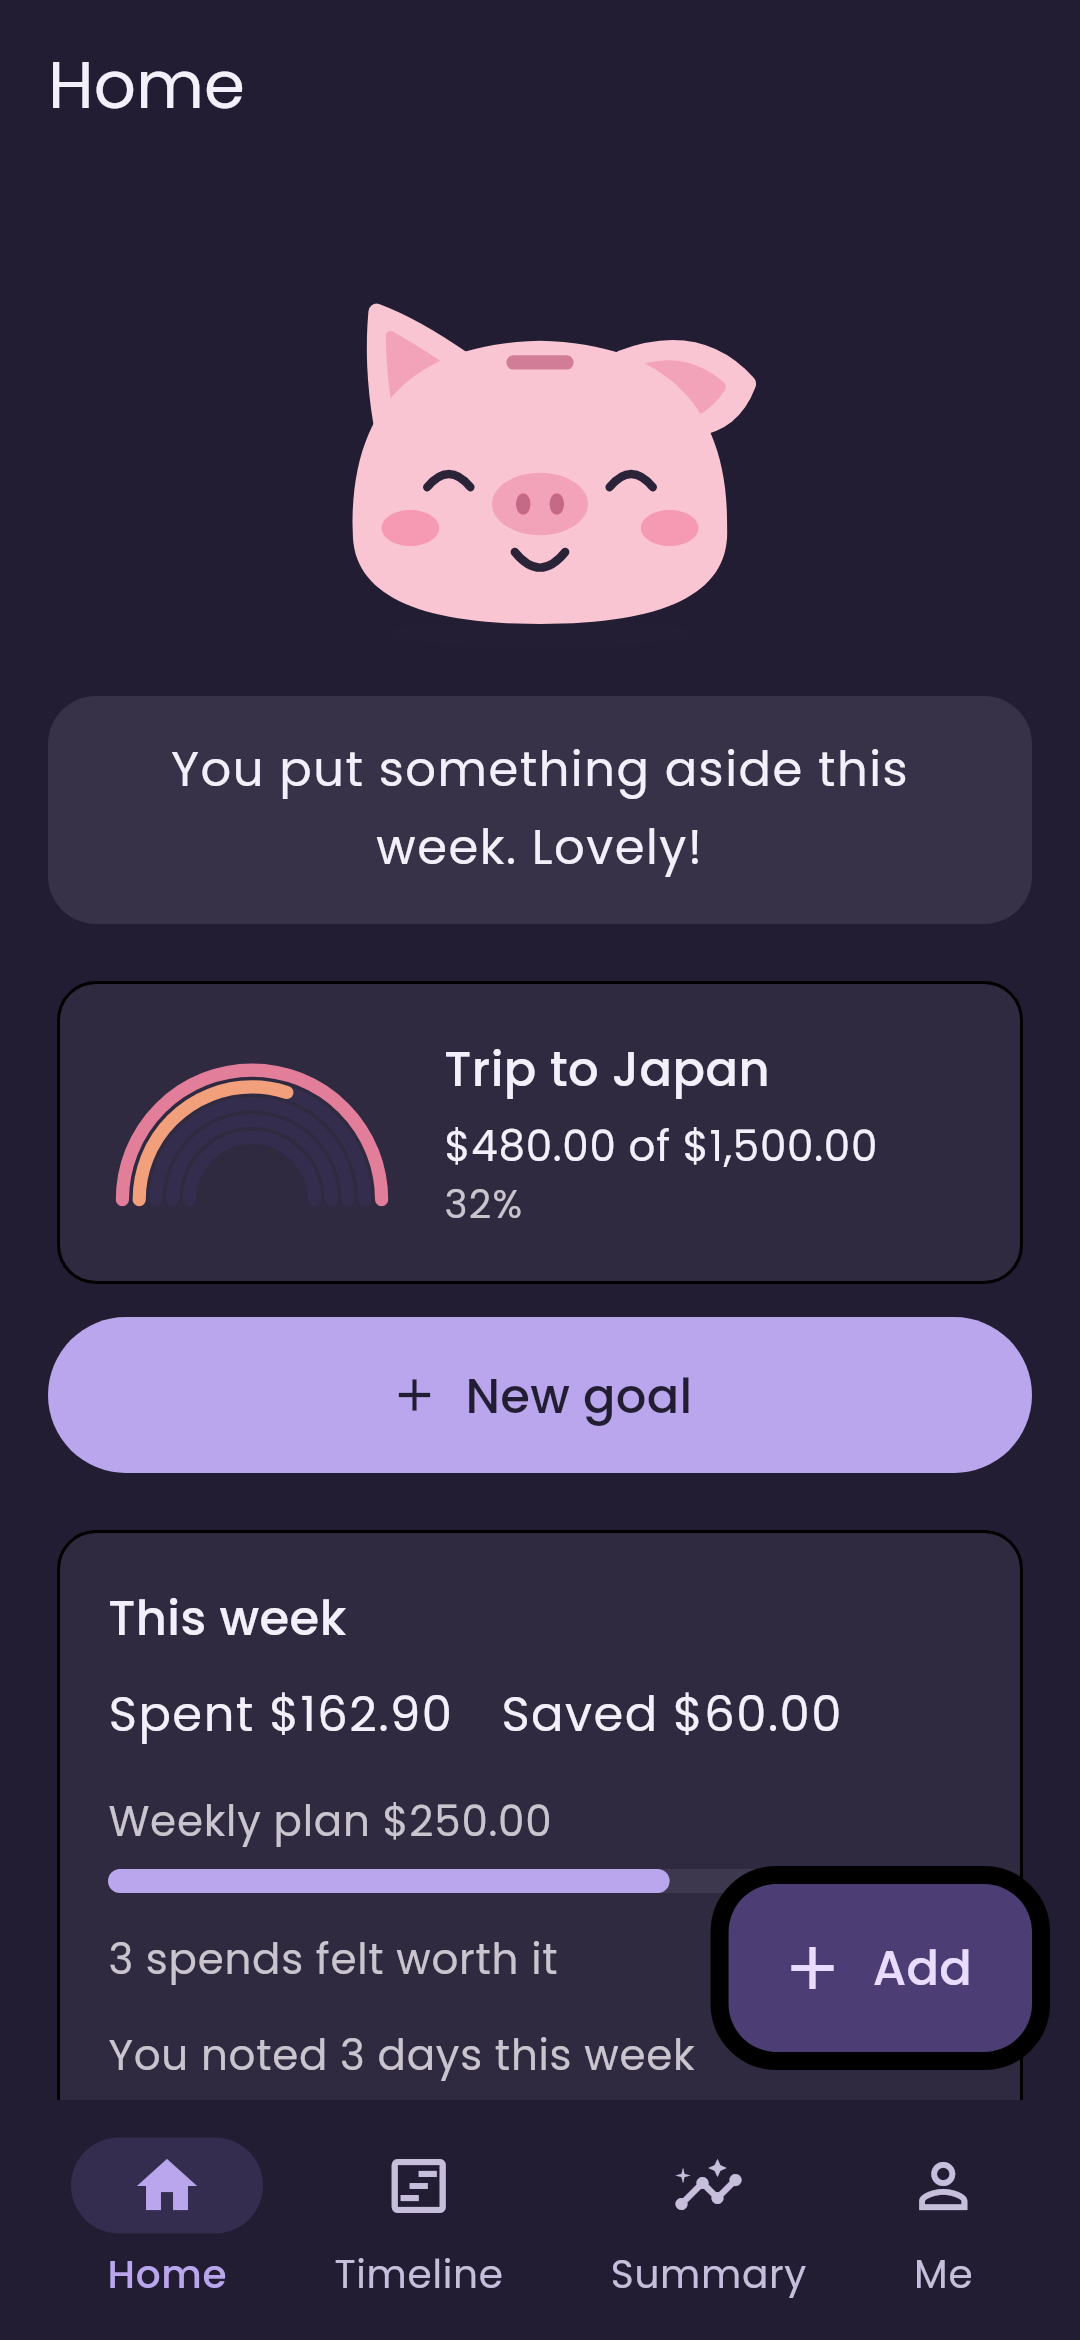 Home
You put something aside this
week. Lovely!
Trip to Japan
$480.00 of $1,500.00
32%
New goal
This week
Spent $162.90 Saved $60.00
Weekly plan $250.00
3 spends felt worth it
Add
You noted 3 days this week
Home Timeline Summary Me